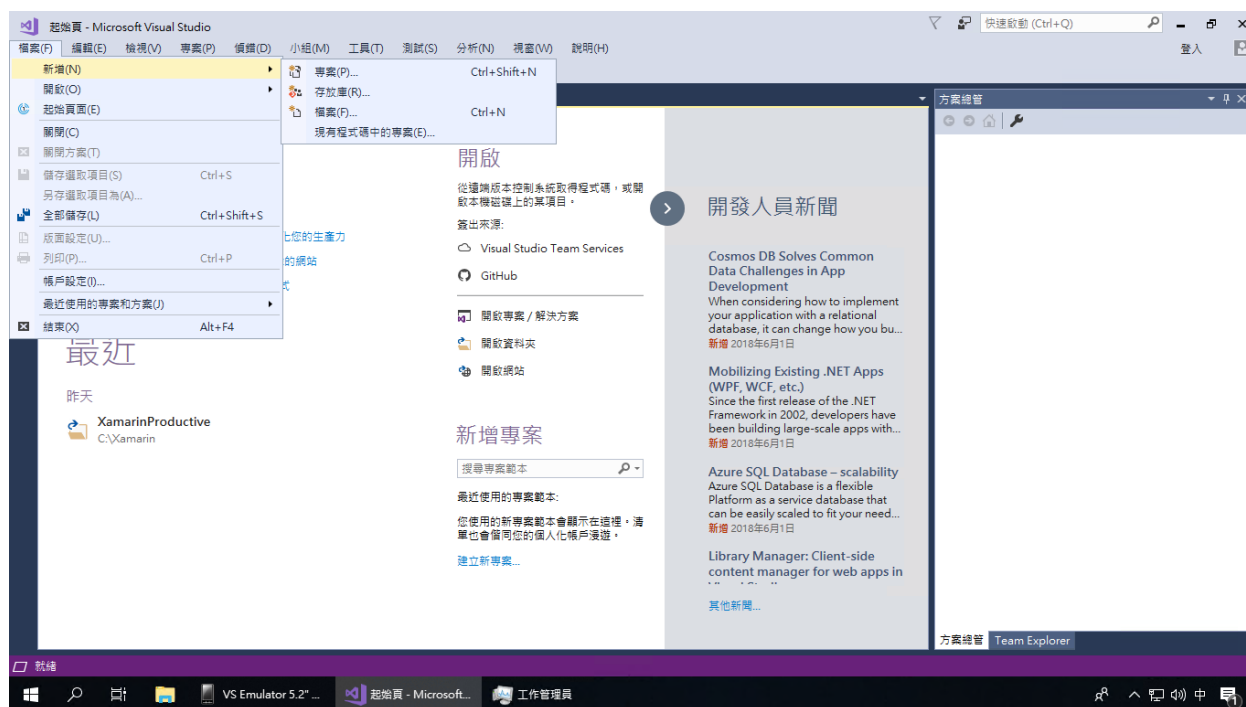 起始頁 - Microsoft Visual Studio
快速啟動 (Ctrl+Q)
檔案(F) 編輯(E) 檢視(V) 專案(P) 偵錯(D) 小組(M) 工具(T) 測試(S) 分析(N) 視窗(W) 說明(H)
登入
新增(N)
開啟(O)
起始頁面(E)
關閉(C)
關閉方案(T)
儲存選取項目(S) Ctrl+S
另存選取項目為(A)...
全部儲存(L) Ctrl+Shift+S
版面設定(U)...
列印(P)... Ctrl+P
帳戶設定(I)...
最近使用的專案和方案(J)
結束(X) Alt+F4
專案(P)... Ctrl+Shift+N
存放庫(R)...
檔案(F)... Ctrl+N
現有程式碼中的專案(E)...
化您的生產力
的網站
式
最近
昨天
XamarinProductive
C:\Xamarin
開啟
從遠端版本控制系統取得程式碼，或開
啟本機磁碟上的某項目。
簽出來源:
Visual Studio Team Services
GitHub
開啟專案 / 解決方案
開啟資料夾
開啟網站
新增專案
搜尋專案範本
最近使用的專案範本:
您使用的新專案範本會顯示在這裡。清
單也會偕同您的個人化帳戶漫遊。
建立新專案...
開發人員新聞
Cosmos DB Solves Common
Data Challenges in App
Development
When considering how to implement
your application with a relational
database, it can change how you bu...
新增 2018年6月1日
Mobilizing Existing .NET Apps
(WPF, WCF, etc.)
Since the first release of the .NET
Framework in 2002, developers have
been building large-scale apps with...
新增 2018年6月1日
Azure SQL Database – scalability
Azure SQL Database is a flexible
Platform as a service database that
can be easily scaled to fit your need...
新增 2018年6月1日
Library Manager: Client-side
content manager for web apps in
其他新聞...
方案總管
方案總管 Team Explorer
就緒
VS Emulator 5.2" ... 起始頁 - Microsoft... 工作管理員
中
1